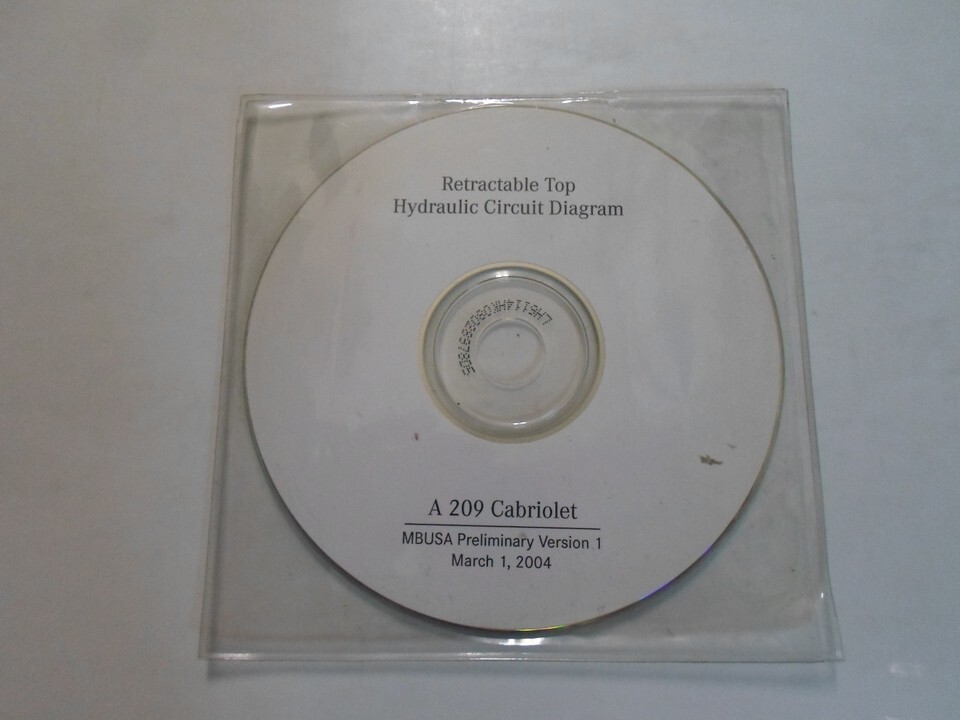 Retractable Top
Hydraulic Circuit Diagram
A 209 Cabriolet
MBUSA Preliminary Version 1
March 1, 2004